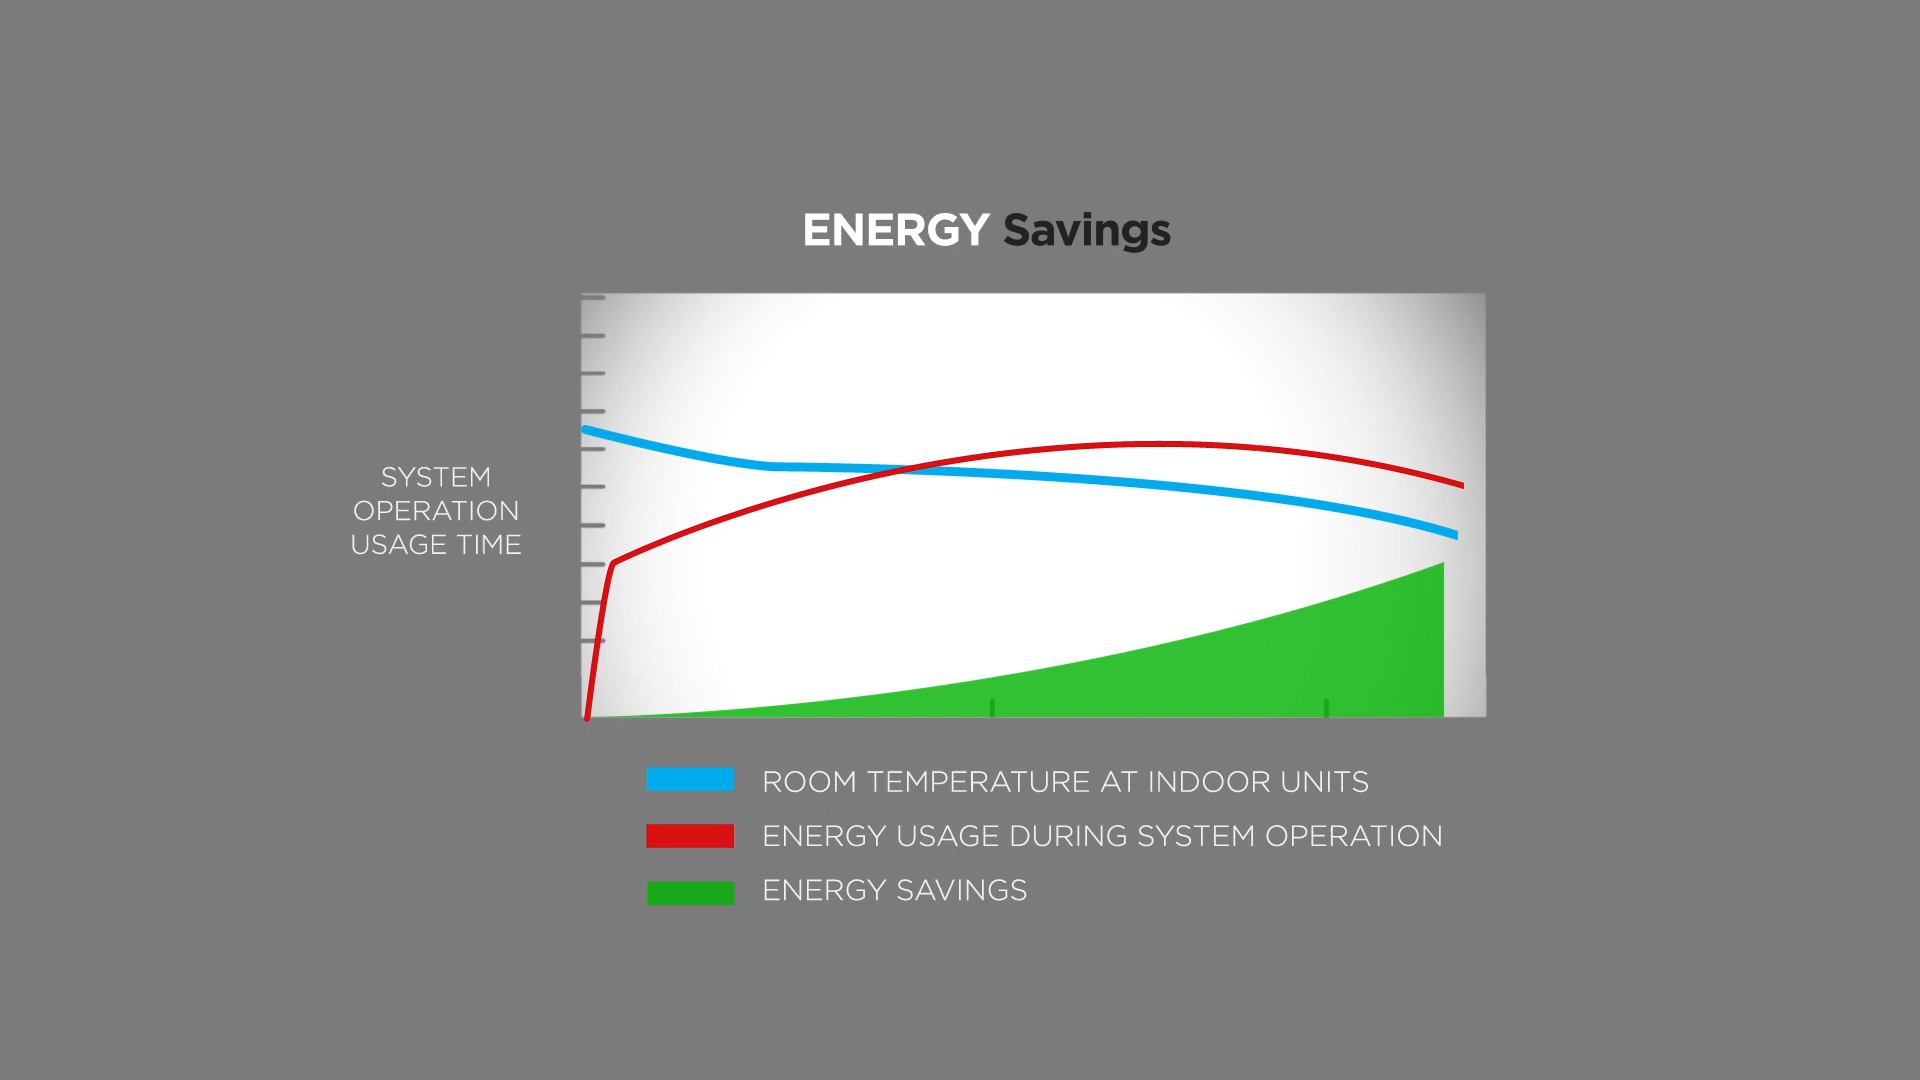 ENERGY Savings
SYSTEM
OPERATION
USAGE TIME
ROOM TEMPERATURE AT INDOOR UNITS
ENERGY USAGE DURING SYSTEM OPERATION
ENERGY SAVINGS